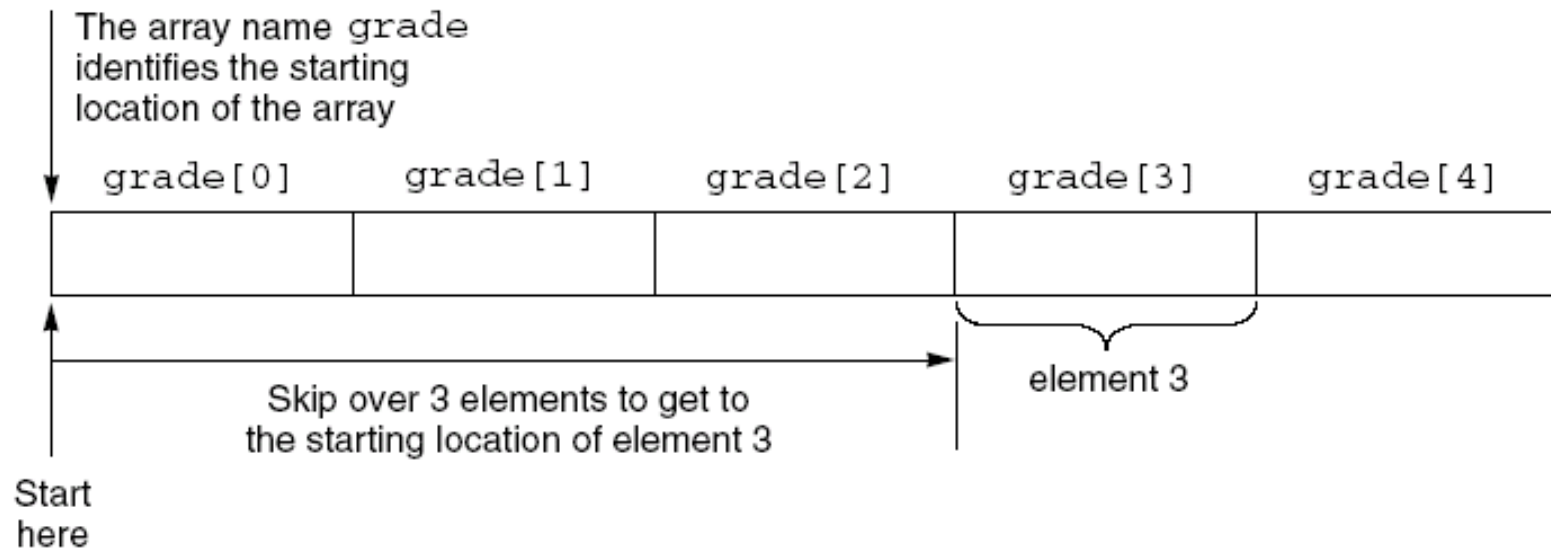 The array name grade
identifies the starting
location of the array
grade[0] grade[1] grade[2] grade[3] grade[4]
element 3
Skip over 3 elements to get to
the starting location of element 3
Start
here